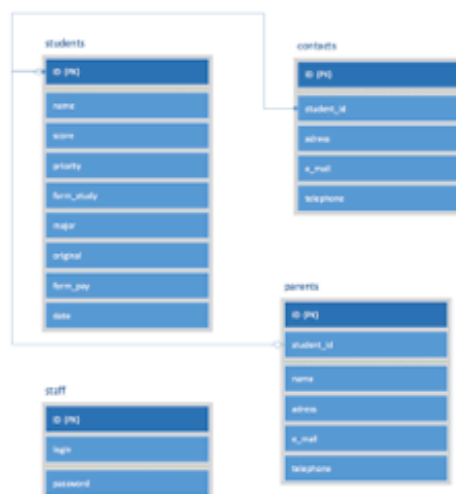 students
ID (PK)
name
score
priority
form_study
major
original
form_pay
date
contacts
ID (PK)
student_id
adress
e_mail
telephone
parents
ID (PK)
student_id
name
adress
e_mail
telephone
staff
ID (PK)
login
password